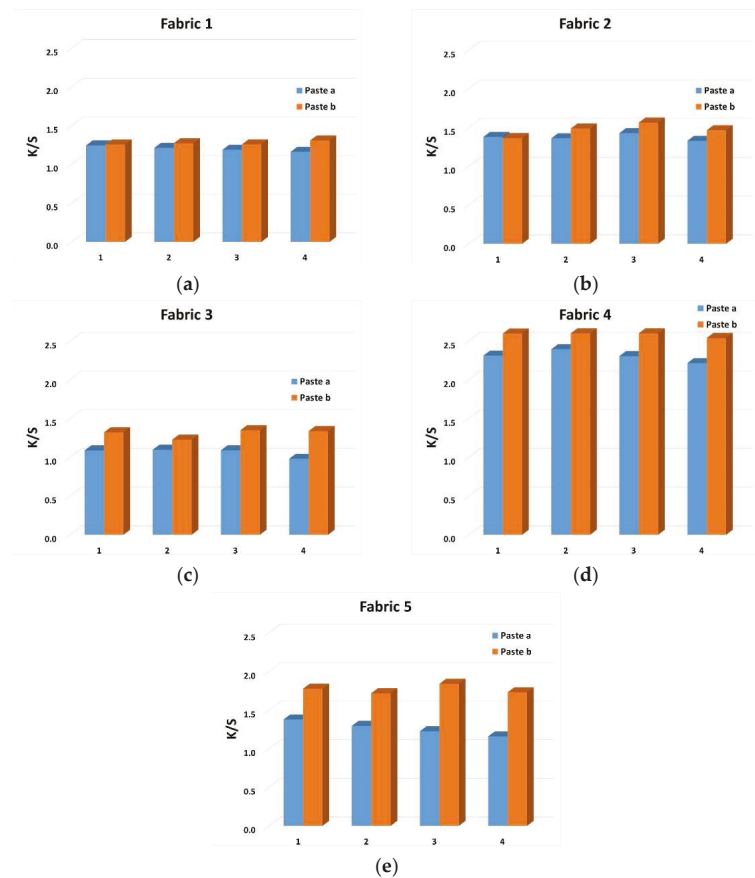 Fabric 1
2.5
2.0
1.5
1.0
0.5
0.0
K/S
Paste a
Paste b
1 2 3 4
(a)
Fabric 2
2.5
2.0
1.5
1.0
0.5
0.0
K/S
Paste a
Paste b
1 2 3 4
(b)
Fabric 3
2.5
2.0
1.5
1.0
0.5
0.0
K/S
Paste a
Paste b
1 2 3 4
(c)
Fabric 4
2.5
2.0
1.5
1.0
0.5
0.0
K/S
Paste a
Paste b
1 2 3 4
(d)
Fabric 5
2.5
2.0
1.5
1.0
0.5
0.0
K/S
Paste a
Paste b
1 2 3 4
(e)